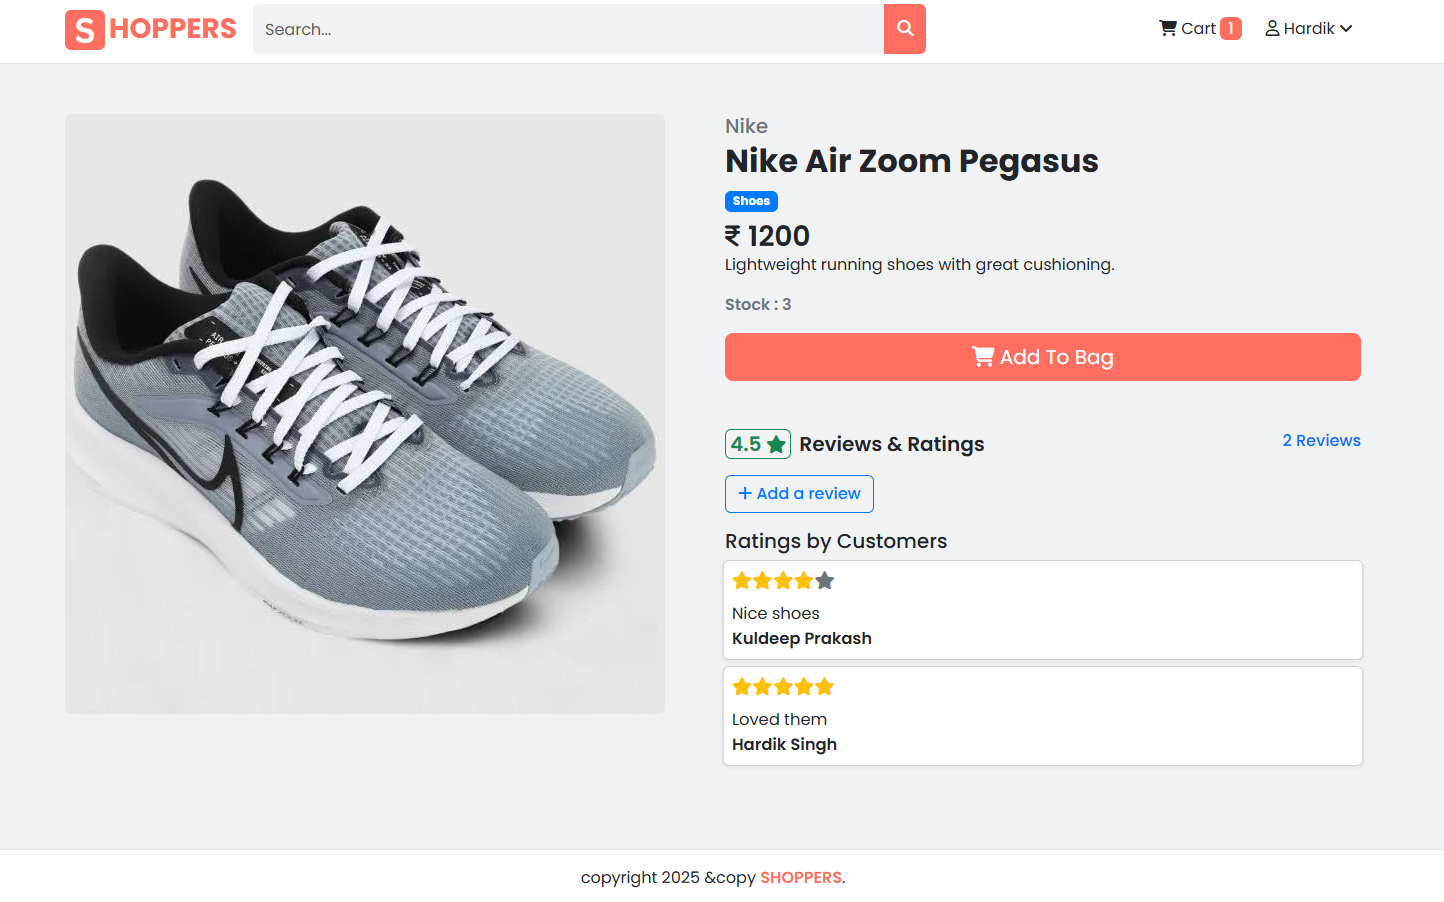 SHOPPERS
Search...
Cart 1
Hardik
Nike
Nike Air Zoom Pegasus
Shoes
₹ 1200
Lightweight running shoes with great cushioning.
Stock : 3
Add To Bag
4.5 Reviews & Ratings
2 Reviews
+ Add a review
Ratings by Customers
Nice shoes
Kuldeep Prakash
Loved them
Hardik Singh
copyright 2025 &copy SHOPPERS.